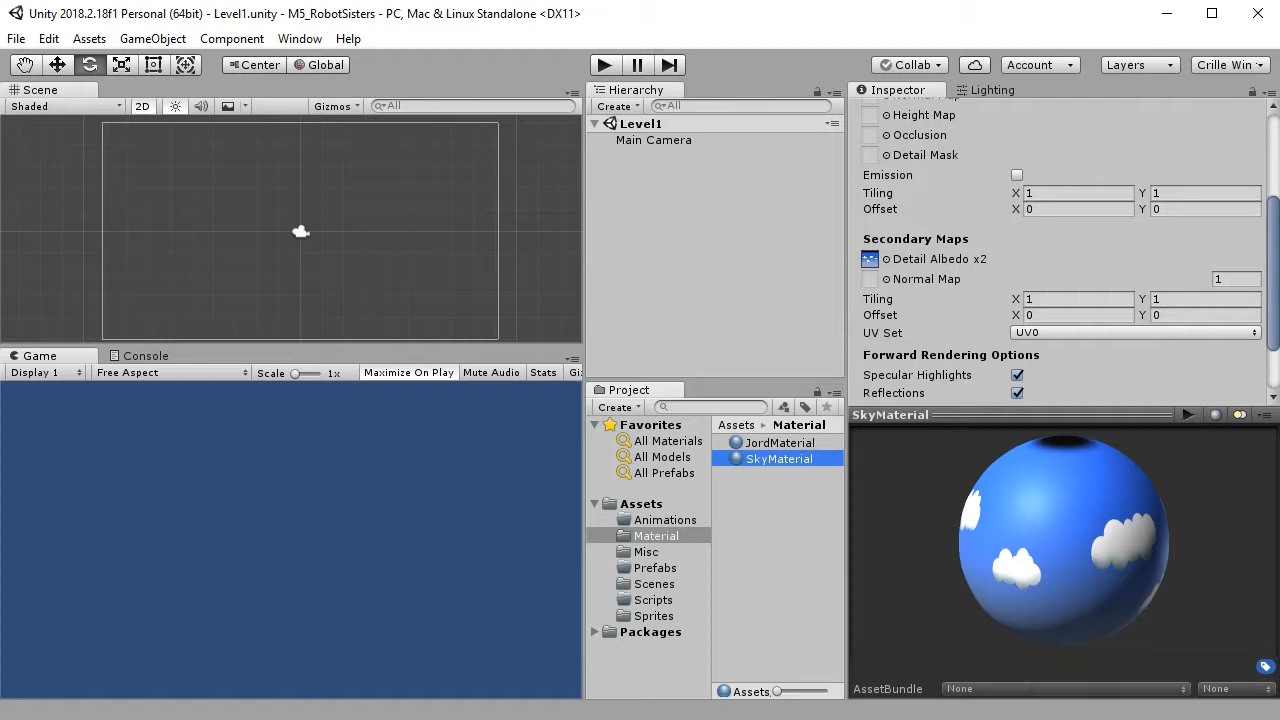 Unity 2018.2.18f1 Personal (64bit) - Level1.unity - M5_RobotSisters - PC, Mac & Linux Standalone <DX11>
File Edit Assets GameObject Component Window Help
Center Global Collab Account Layers Crille Win
Scene
Shaded 2D Gizmos All
Game Console
Display 1 Free Aspect Scale 1x Maximize On Play Mute Audio Stats Gi
Hierarchy
Create All
Level1
Main Camera
Project
Create
Favorites
All Materials
All Models
All Prefabs
Assets
Animations
Material
Misc
Prefabs
Scenes
Scripts
Sprites
Packages
Assets Material
JordMaterial
SkyMaterial
Assets
Inspector Lighting
Normal Map
Height Map
Occlusion
Detail Mask
Emission
Tiling X 1 Y 1
Offset X 0 Y 0
Secondary Maps
Detail Albedo x2
Normal Map 1
Tiling X 1 Y 1
Offset X 0 Y 0
UV Set UV0
Forward Rendering Options
Specular Highlights
Reflections
SkyMaterial
AssetBundle None None